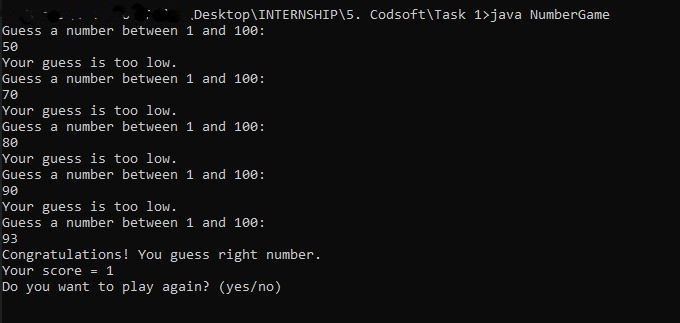 \Desktop\INTERNSHIP\5. Codsoft\Task 1>java NumberGame
Guess a number between 1 and 100:
50
Your guess is too low.
Guess a number between 1 and 100:
70
Your guess is too low.
Guess a number between 1 and 100:
80
Your guess is too low.
Guess a number between 1 and 100:
90
Your guess is too low.
Guess a number between 1 and 100:
93
Congratulations! You guess right number.
Your score = 1
Do you want to play again? (yes/no)